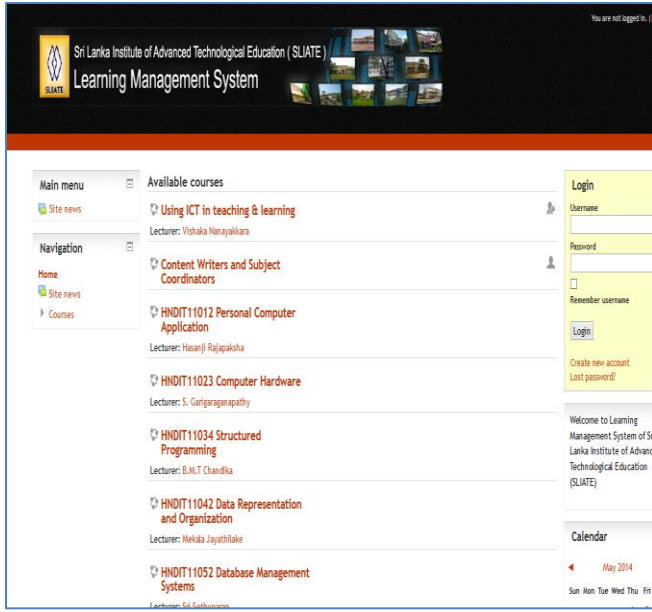 You are not logged in. (
Sri Lanka Institute of Advanced Technological Education ( SLIATE )
Learning Management System
SLIATE
Main menu
Site news
Navigation
Home
Site news
Courses
Available courses
Using ICT in teaching & learning
Lecturer: Vishaka Nanayakkara
Content Writers and Subject
Coordinators
HNDIT11012 Personal Computer
Application
Lecturer: Hasanji Rajapaksha
HNDIT11023 Computer Hardware
Lecturer: S. Garigaraganapathy
HNDIT11034 Structured
Programming
Lecturer: B.M.T Chandika
HNDIT11042 Data Representation
and Organization
Lecturer: Mekala Jayathilake
HNDIT11052 Database Management
Systems
Lecturer: Sri
Login
Username
Password
Remember username
Login
Create new account
Lost password?
Welcome to Learning
Management System of Sr
Lanka Institute of Advanc
Technological Education
(SLIATE)
Calendar
May 2014
Sun Mon Tue Wed Thu Fri